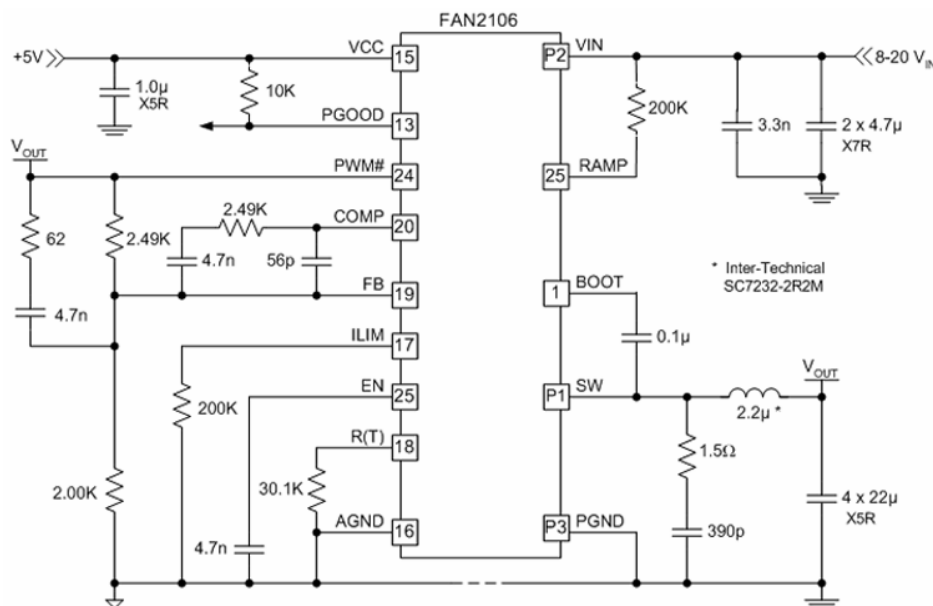 FAN2106
+5V
VCC
15
P2
VIN
8-20 V_IN
1.0µ
X5R
10K
200K
3.3n
2 x 4.7µ
X7R
PGOOD
13
V_OUT
PWM#
24
25
RAMP
62
2.49K
2.49K
COMP
20
4.7n
56p
* Inter-Technical
SC7232-2R2M
FB
19
1
BOOT
4.7n
ILIM
17
0.1µ
V_OUT
EN
25
P1
SW
2.2µ *
200K
R(T)
18
1.5Ω
2.00K
30.1K
4 x 22µ
X5R
AGND
16
P3
PGND
390p
4.7n